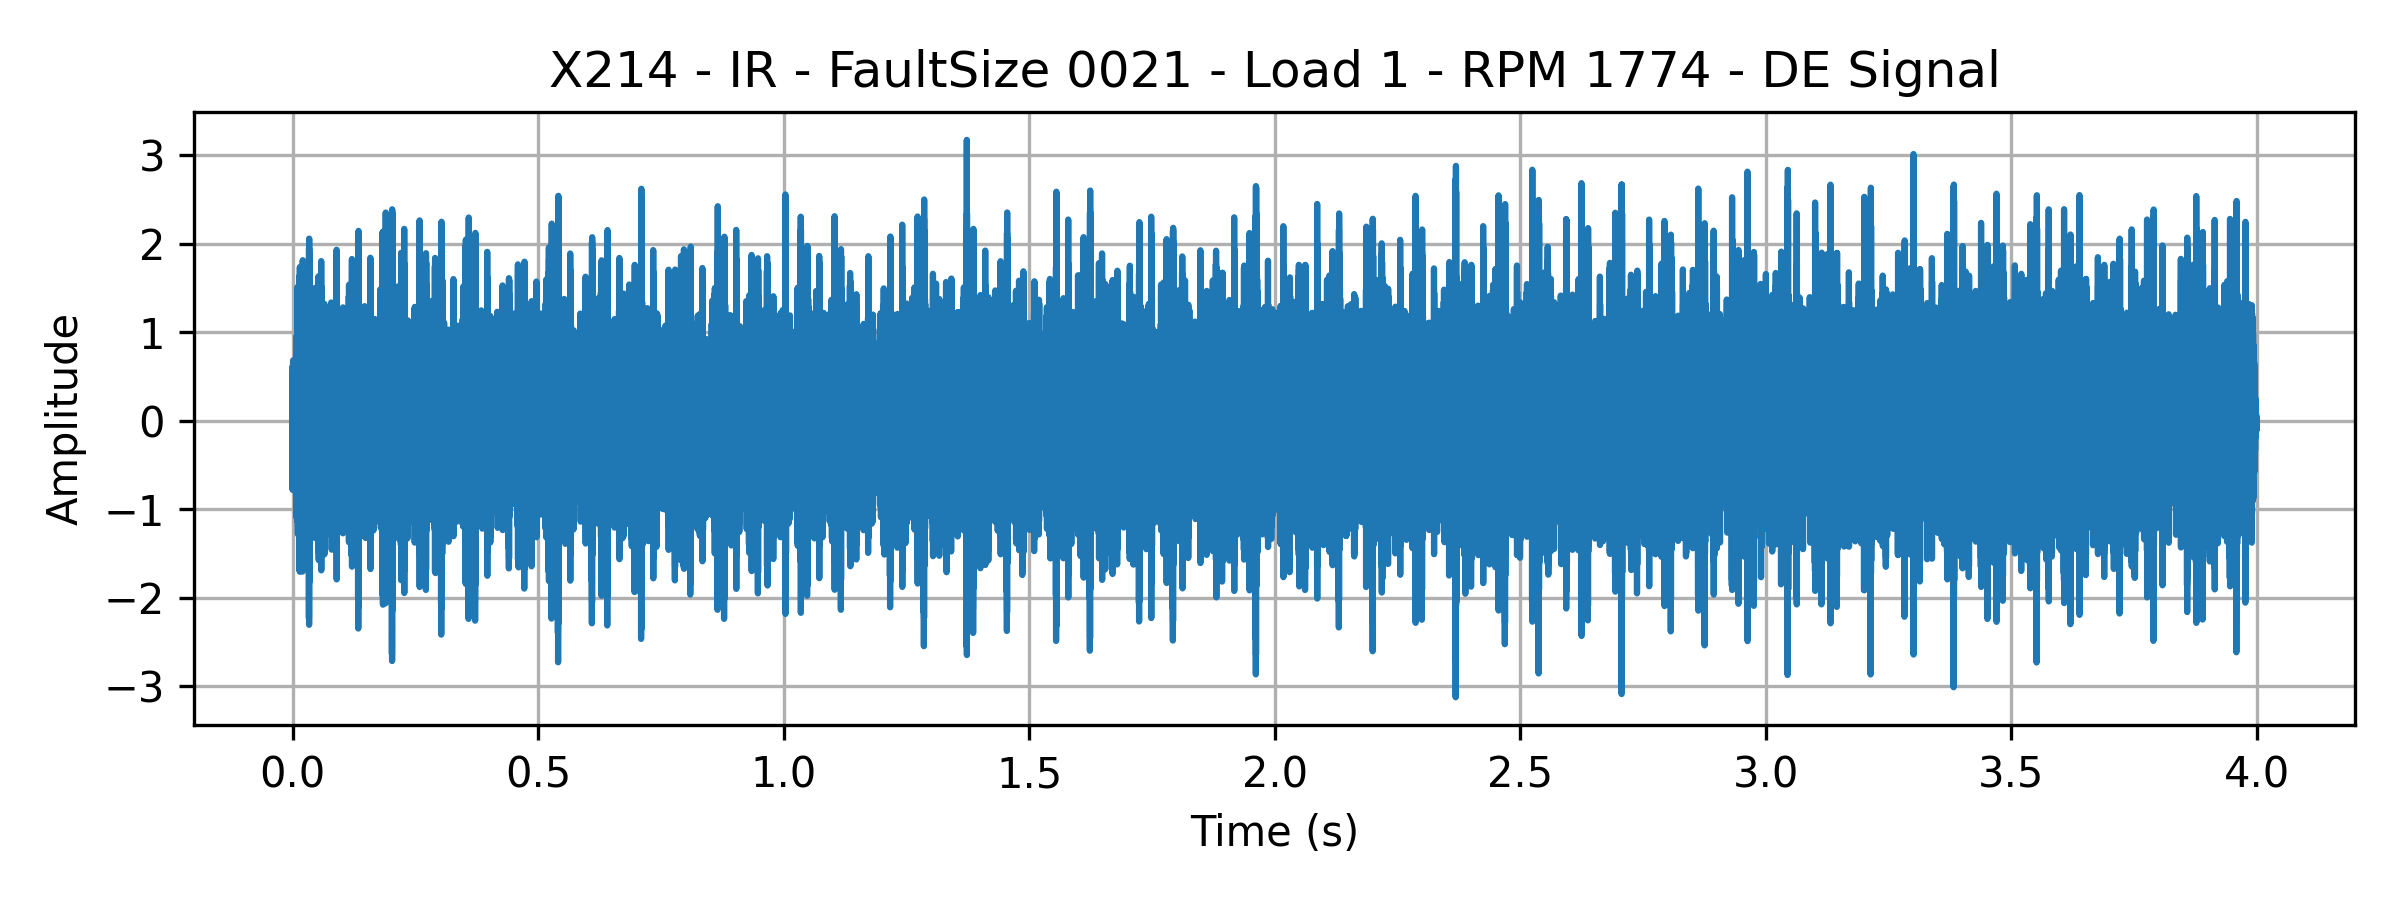 X214 - IR - FaultSize 0021 - Load 1 - RPM 1774 - DE Signal
3
2
1
0
−1
−2
−3
Amplitude
0.0 0.5 1.0 1.5 2.0 2.5 3.0 3.5 4.0
Time (s)